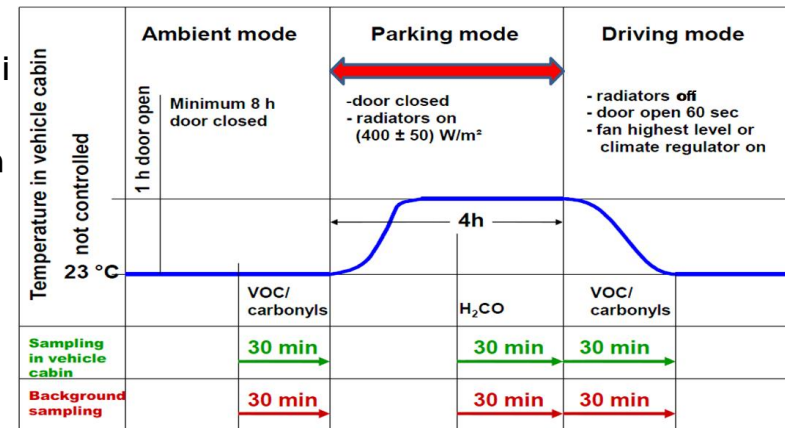 i
n
Temperature in vehicle cabin
not controlled
23 °C
Ambient mode
1 h door open
Minimum 8 h
door closed
VOC/
carbonyls
Parking mode
-door closed
- radiators on
(400 ± 50) W/m²
4h
H₂CO
Driving mode
- radiators off
- door open 60 sec
- fan highest level or
climate regulator on
VOC/
carbonyls
Sampling
in vehicle
cabin
30 min
30 min
30 min
Background
sampling
30 min
30 min
30 min